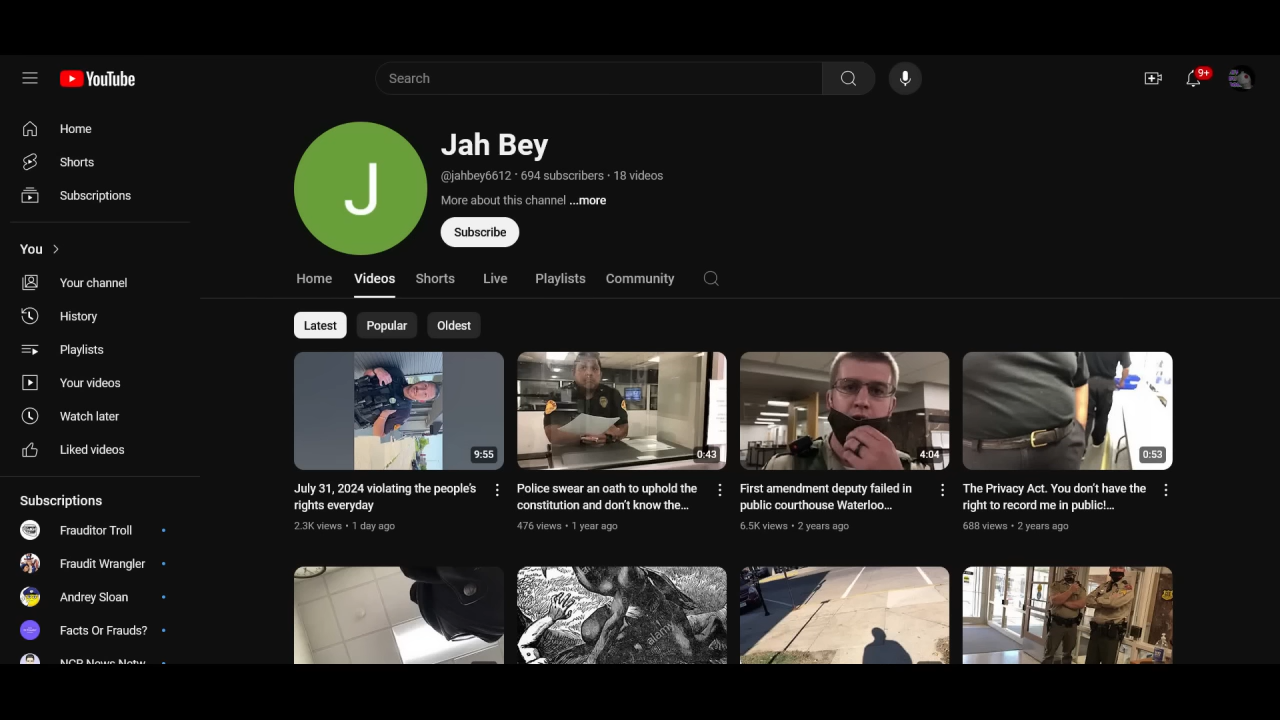 YouTube
Search
9+
Home
Shorts
Subscriptions
You
Your channel
History
Playlists
Your videos
Watch later
Liked videos
Subscriptions
Frauditor Troll
Fraudit Wrangler
Andrey Sloan
Facts Or Frauds?
NCR News Netw
J
Jah Bey
@jahbey6612 · 694 subscribers · 18 videos
More about this channel ...more
Subscribe
Home Videos Shorts Live Playlists Community
Latest Popular Oldest
9:55
July 31, 2024 violating the people's
rights everyday
2.3K views • 1 day ago
0:43
Police swear an oath to uphold the
constitution and don't know the...
476 views • 1 year ago
4:04
First amendment deputy failed in
public courthouse Waterloo...
6.5K views • 2 years ago
0:53
The Privacy Act. You don't have the
right to record me in public!...
688 views • 2 years ago
alamy